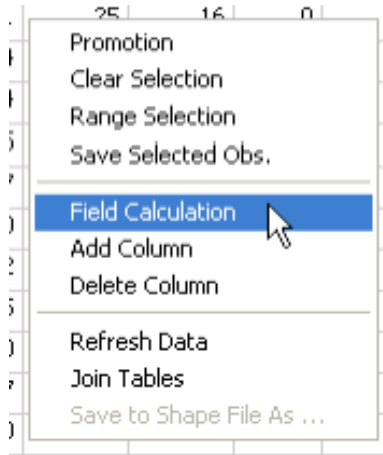 25 16 0
Promotion
Clear Selection
Range Selection
Save Selected Obs.
Field Calculation
Add Column
Delete Column
Refresh Data
Join Tables
Save to Shape File As ...